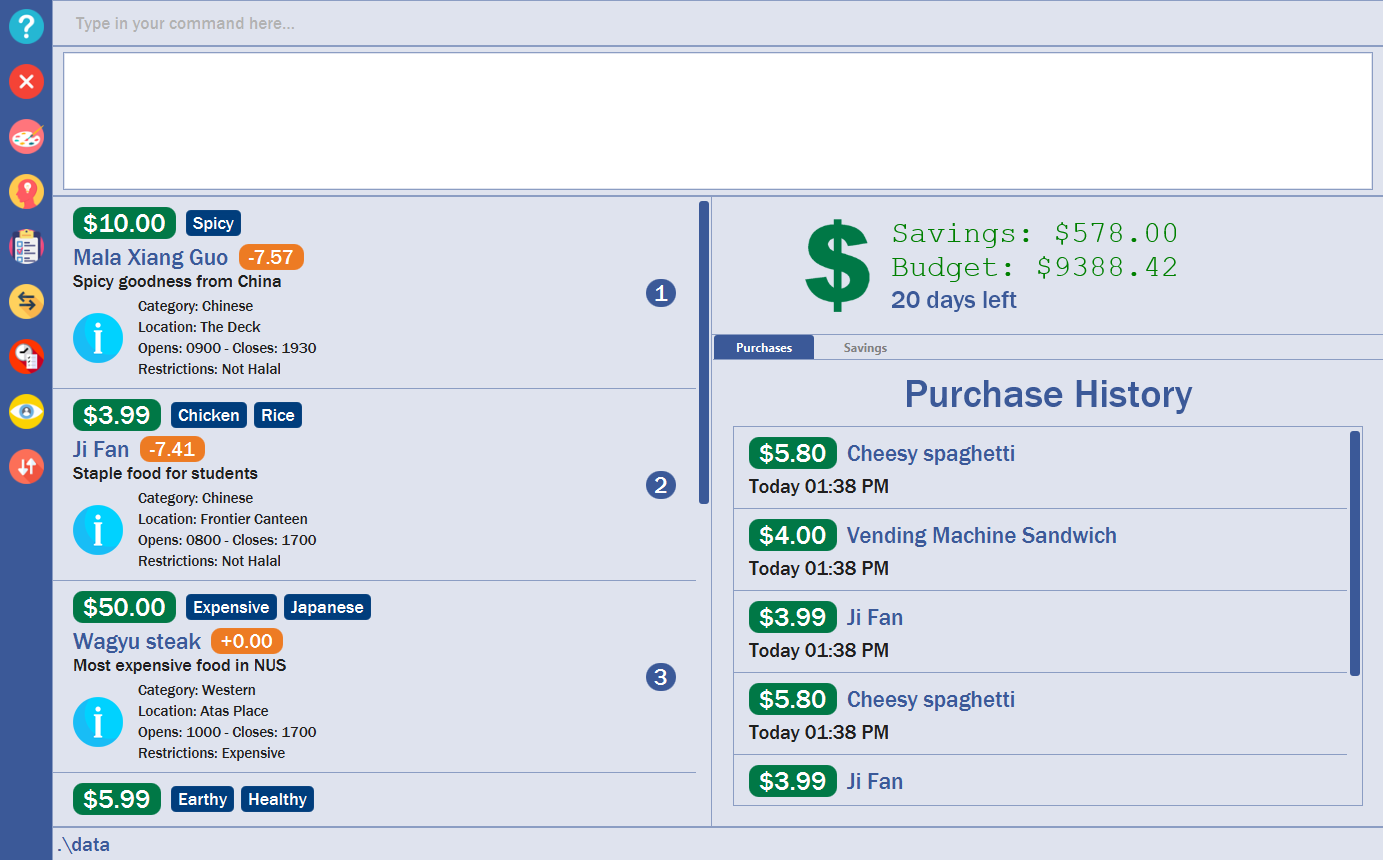 ?
Type in your command here...
$10.00 Spicy
Mala Xiang Guo -7.57
Spicy goodness from China
Category: Chinese
Location: The Deck
Opens: 0900 - Closes: 1930
Restrictions: Not Halal
i
1
$3.99 Chicken Rice
Ji Fan -7.41
Staple food for students
Category: Chinese
Location: Frontier Canteen
Opens: 0800 - Closes: 1700
Restrictions: Not Halal
i
2
$50.00 Expensive Japanese
Wagyu steak +0.00
Most expensive food in NUS
Category: Western
Location: Atas Place
Opens: 1000 - Closes: 1700
Restrictions: Expensive
i
3
$5.99 Earthy Healthy
$
Savings: $578.00
Budget: $9388.42
20 days left
Purchases Savings
Purchase History
$5.80 Cheesy spaghetti
Today 01:38 PM
$4.00 Vending Machine Sandwich
Today 01:38 PM
$3.99 Ji Fan
Today 01:38 PM
$5.80 Cheesy spaghetti
Today 01:38 PM
$3.99 Ji Fan
.\data